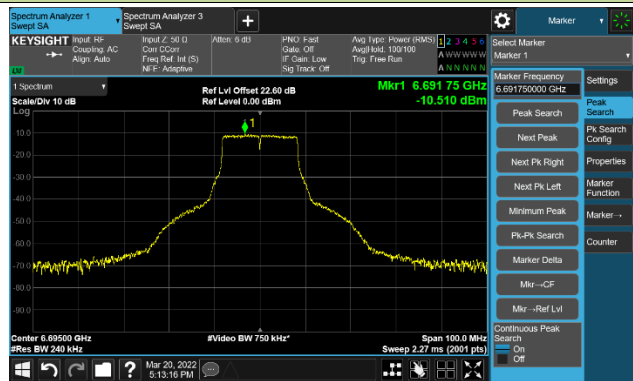 Spectrum Analyzer 1
Swept SA
Spectrum Analyzer 3
Swept SA
Marker
KEYSIGHT
Input: RF
Coupling: AC
Align: Auto
Input Z: 50 Ω
Corr CCorr
Freq Ref: Int (S)
NFE: Adaptive
Atten: 6 dB
PNO: Fast
Gate: Off
IF Gain: Low
Sig Track: Off
Avg Type: Power (RMS)
Avg|Hold: 100/100
Trig: Free Run
1 2 3 4 5 6
A W W W W W
A N N N N N
LW
Select Marker
Marker 1
1 Spectrum
Scale/Div 10 dB
Log
Ref Lvl Offset 22.60 dB
Ref Level 0.00 dBm
Mkr1 6.691 75 GHz
-10.510 dBm
1
-10.0
-20.0
-30.0
-40.0
-50.0
-60.0
-70.0
-80.0
-90.0
Center 6.69500 GHz
#Res BW 240 kHz
#Video BW 750 kHz*
Span 100.0 MHz
Sweep 2.27 ms (2001 pts)
Marker Frequency
6.691750000 GHz
Peak Search
Next Peak
Next Pk Right
Next Pk Left
Minimum Peak
Pk-Pk Search
Marker Delta
Mkr→CF
Mkr→Ref Lvl
Continuous Peak
Search
On
Off
Settings
Peak
Search
Pk Search
Config
Properties
Marker
Function
Marker→
Counter
Mar 20, 2022
5:13:16 PM